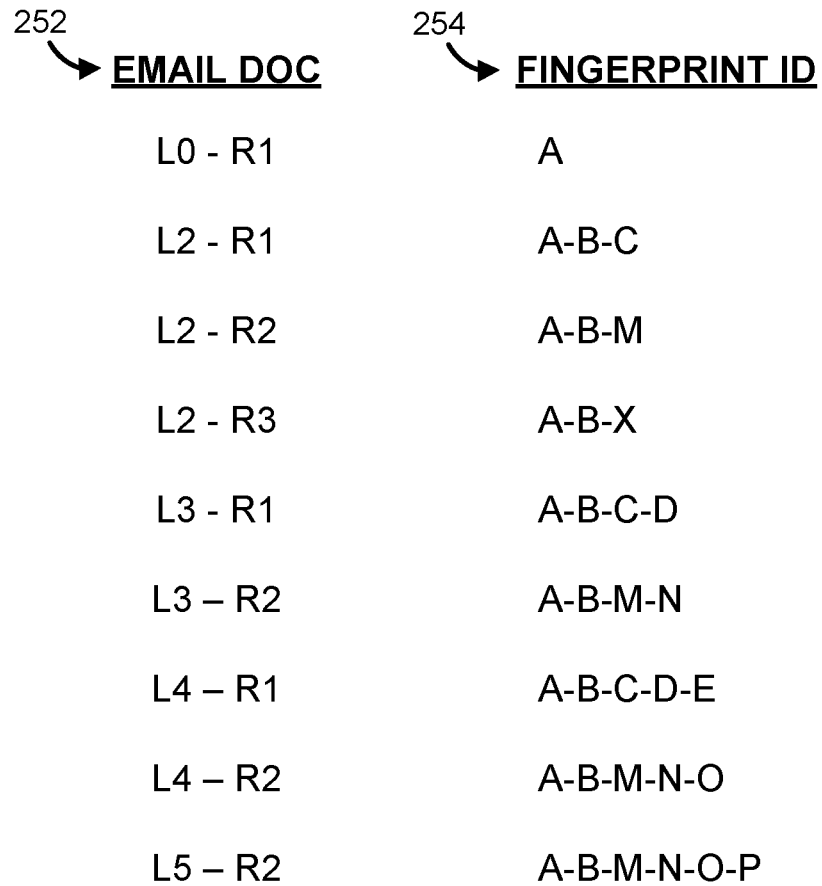 252 254
EMAIL DOC FINGERPRINT ID
L0 - R1 A
L2 - R1 A-B-C
L2 - R2 A-B-M
L2 - R3 A-B-X
L3 - R1 A-B-C-D
L3 – R2 A-B-M-N
L4 – R1 A-B-C-D-E
L4 – R2 A-B-M-N-O
L5 – R2 A-B-M-N-O-P